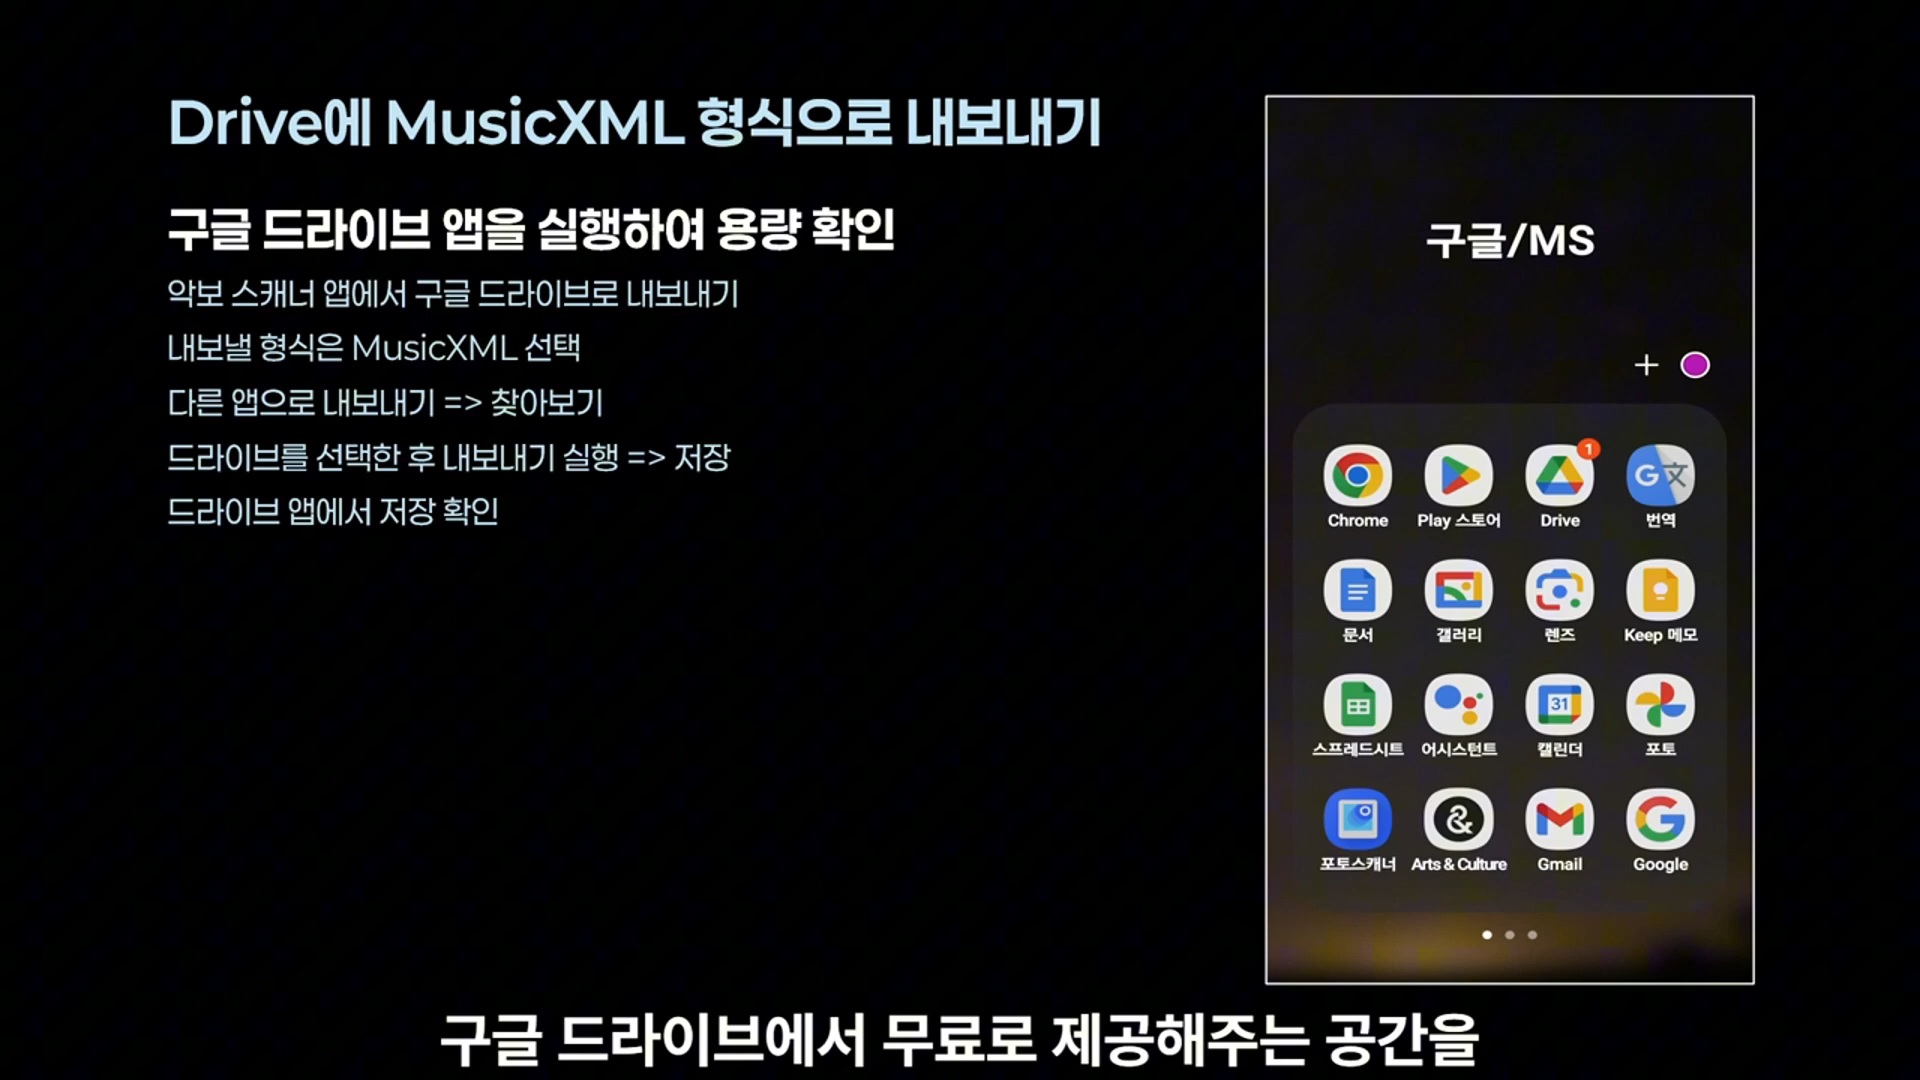 Drive에 MusicXML 형식으로 내보내기
구글 드라이브 앱을 실행하여 용량 확인
악보 스캐너 앱에서 구글 드라이브로 내보내기
내보낼 형식은 MusicXML 선택
다른 앱으로 내보내기 => 찾아보기
드라이브를 선택한 후 내보내기 실행 => 저장
드라이브 앱에서 저장 확인
구글/MS
1
G文
Chrome Play 스토어 Drive 번역
문서 갤러리 렌즈 Keep 메모
31
스프레드시트 어시스턴트 캘린더 포토
&
포토스캐너 Arts & Culture Gmail Google
구글 드라이브에서 무료로 제공해주는 공간을